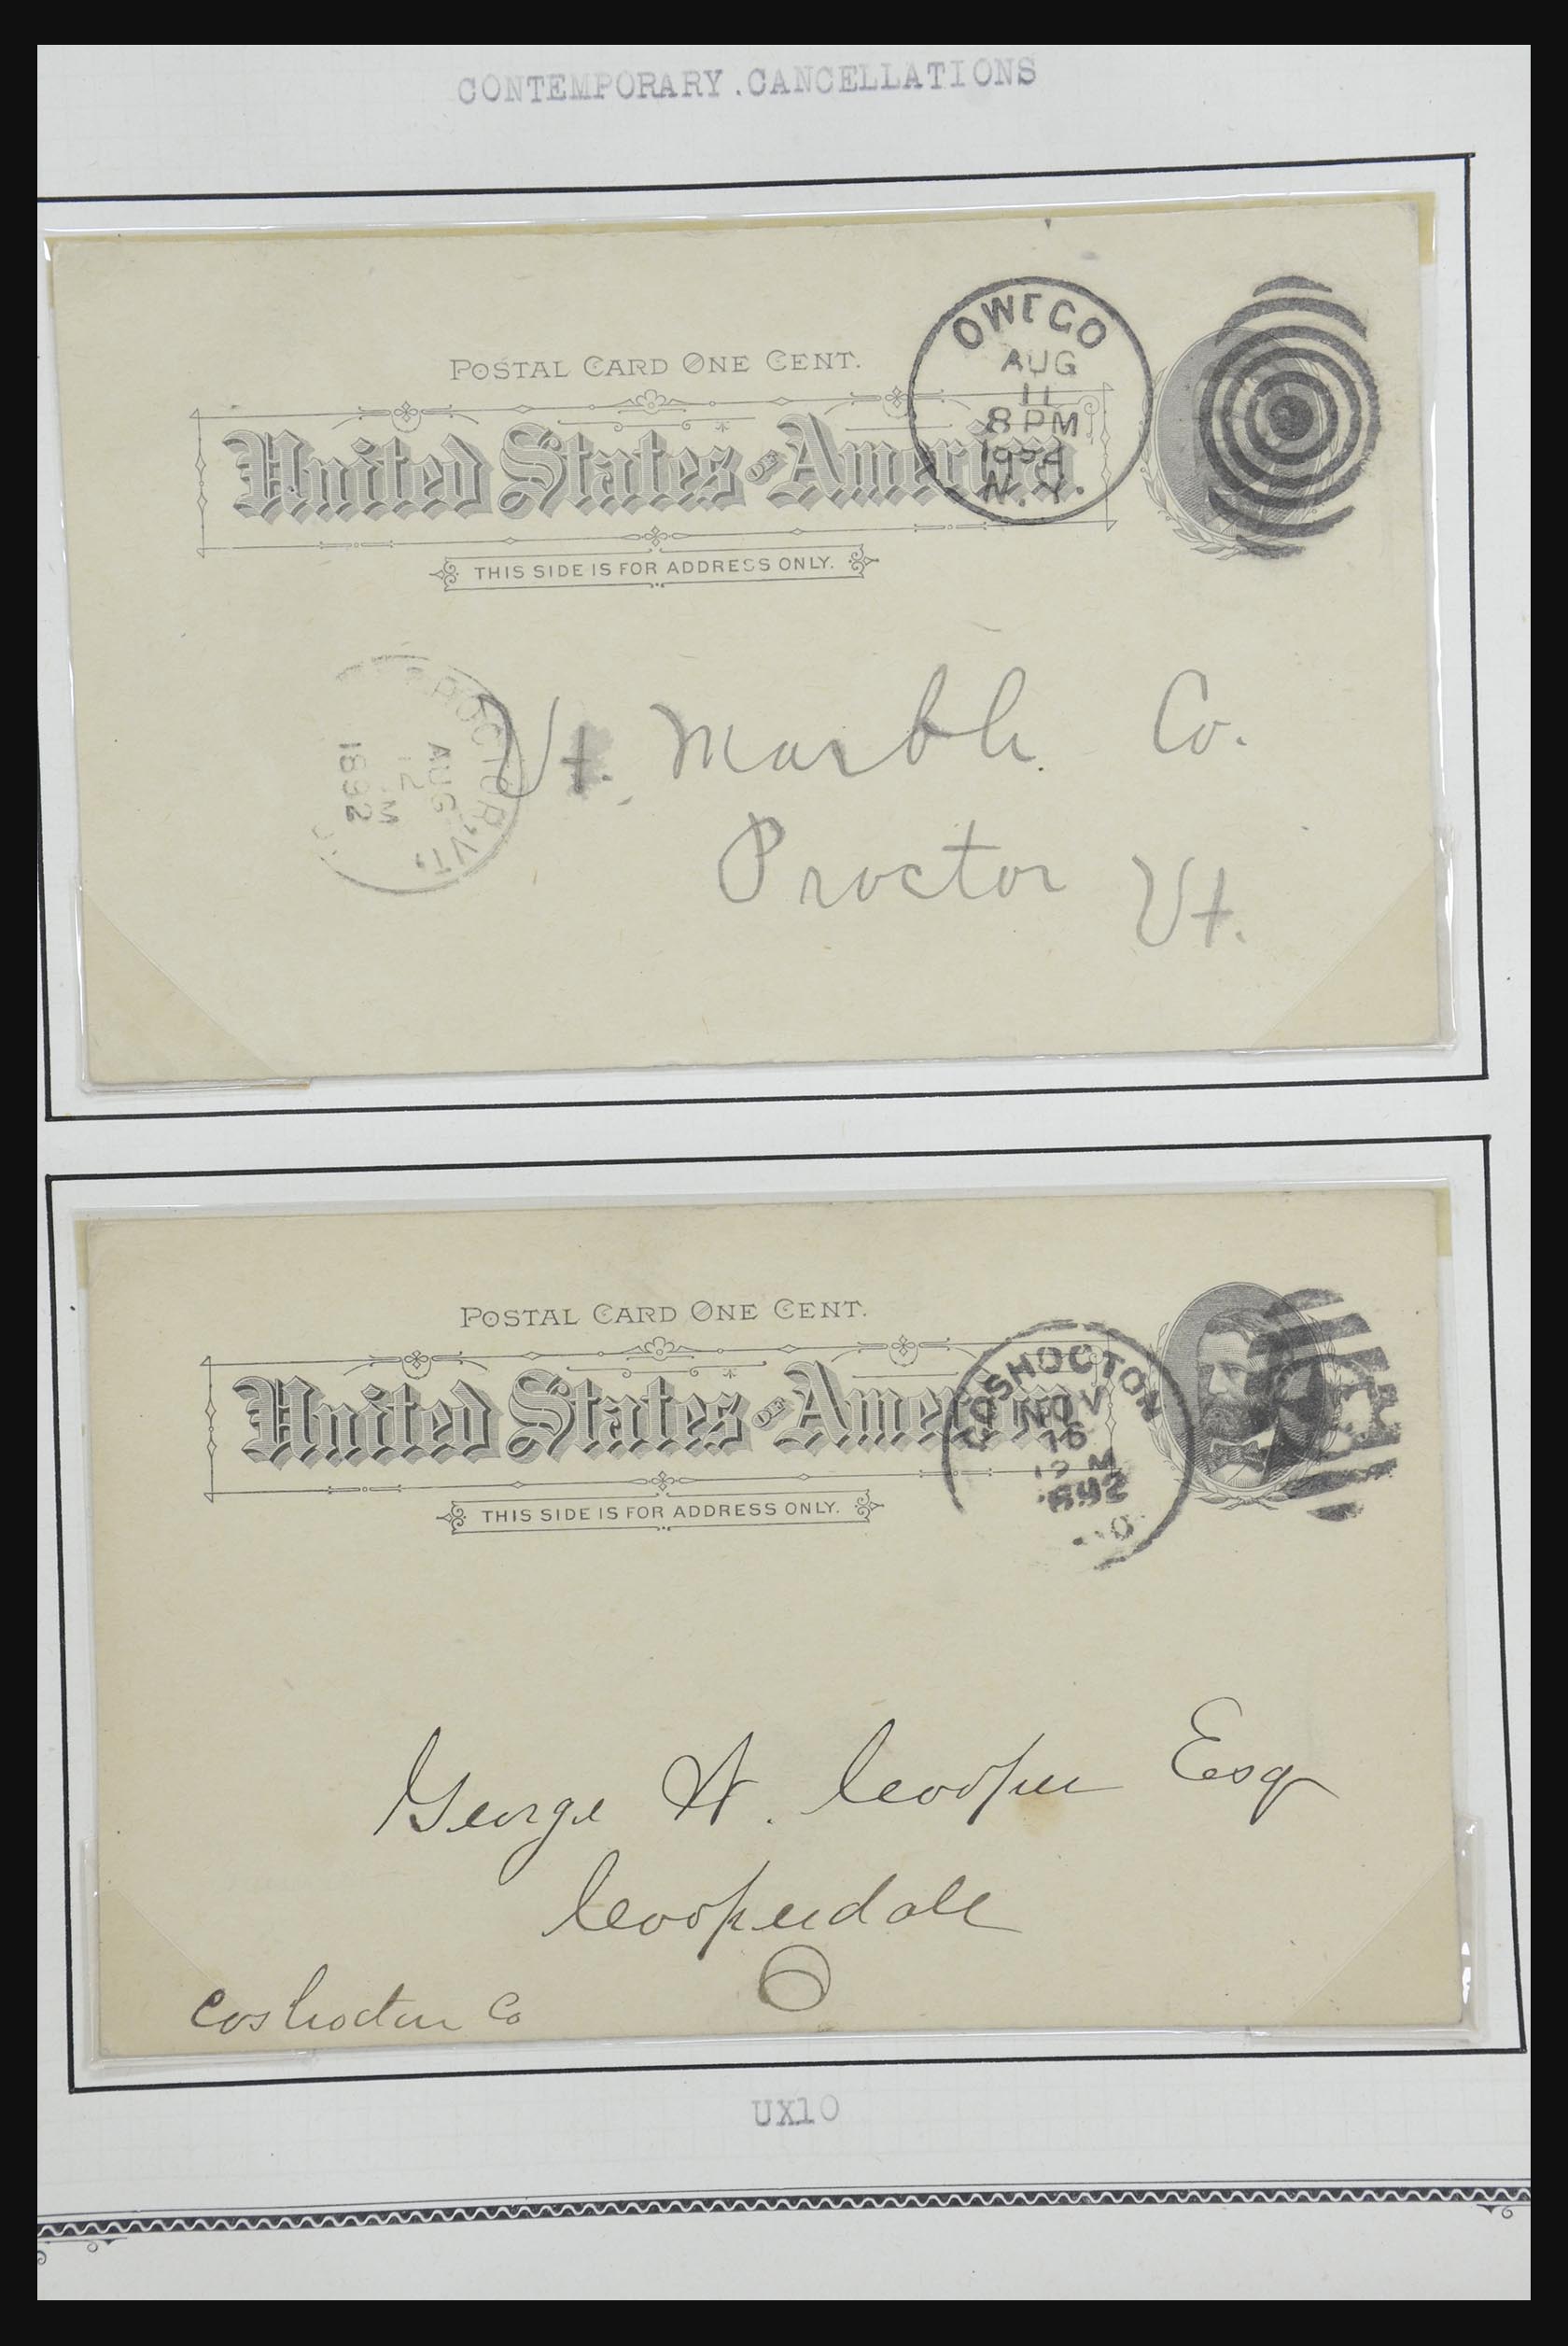 CONTEMPORARY.CANCELLATIONS
POSTAL CARD ONE CENT.
United States OF America.
THIS SIDE IS FOR ADDRESS ONLY.
OWEGO
AUG
11
8 PM
N.Y.
PROCTOR, VT.
AUG
12
M
1892
Vt. Marble Co.
Proctor Vt.
POSTAL CARD ONE CENT.
United States OF America.
THIS SIDE IS FOR ADDRESS ONLY.
COSHOCTON
NOV
16
12 M
892
O
George H. Cooper Esq
Cooperdale
O
Coshocton Co
UX10